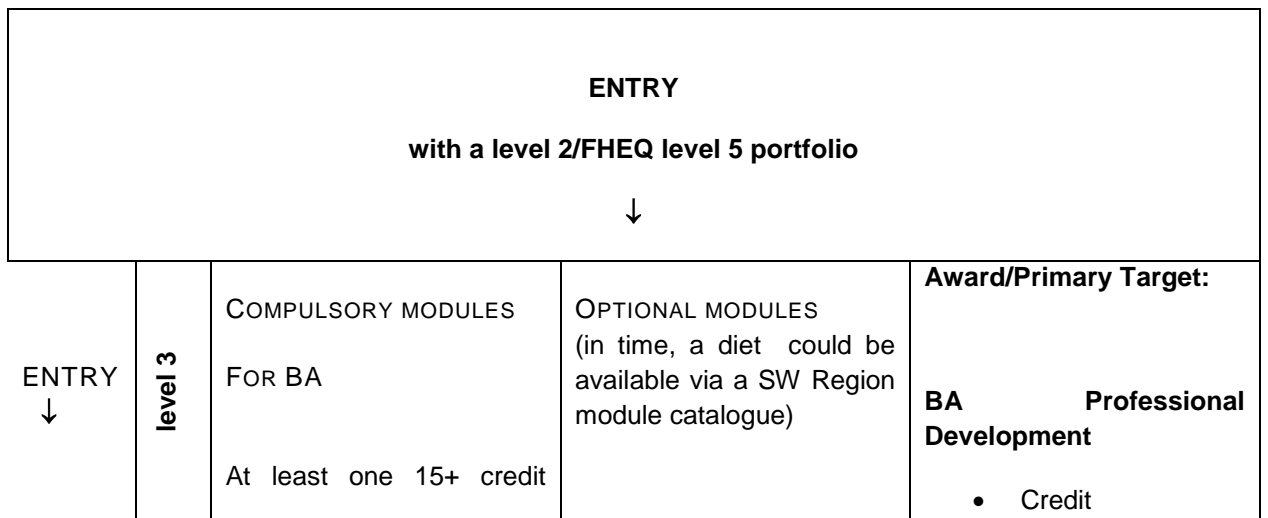 ENTRY
with a level 2/FHEQ level 5 portfolio
↓
ENTRY
↓
level 3
COMPULSORY MODULES
FOR BA
At least one 15+ credit
OPTIONAL MODULES
(in time, a diet could be
available via a SW Region
module catalogue)
Award/Primary Target:
BA Professional
Development
• Credit